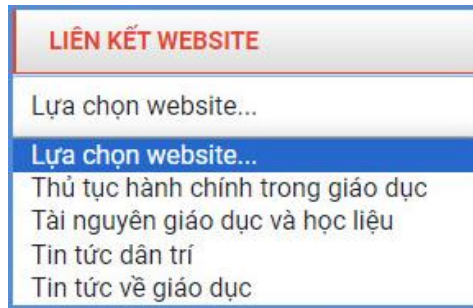 LIÊN KẾT WEBSITE
Lựa chọn website...
Lựa chọn website...
Thủ tục hành chính trong giáo dục
Tài nguyên giáo dục và học liệu
Tin tức dân trí
Tin tức về giáo dục